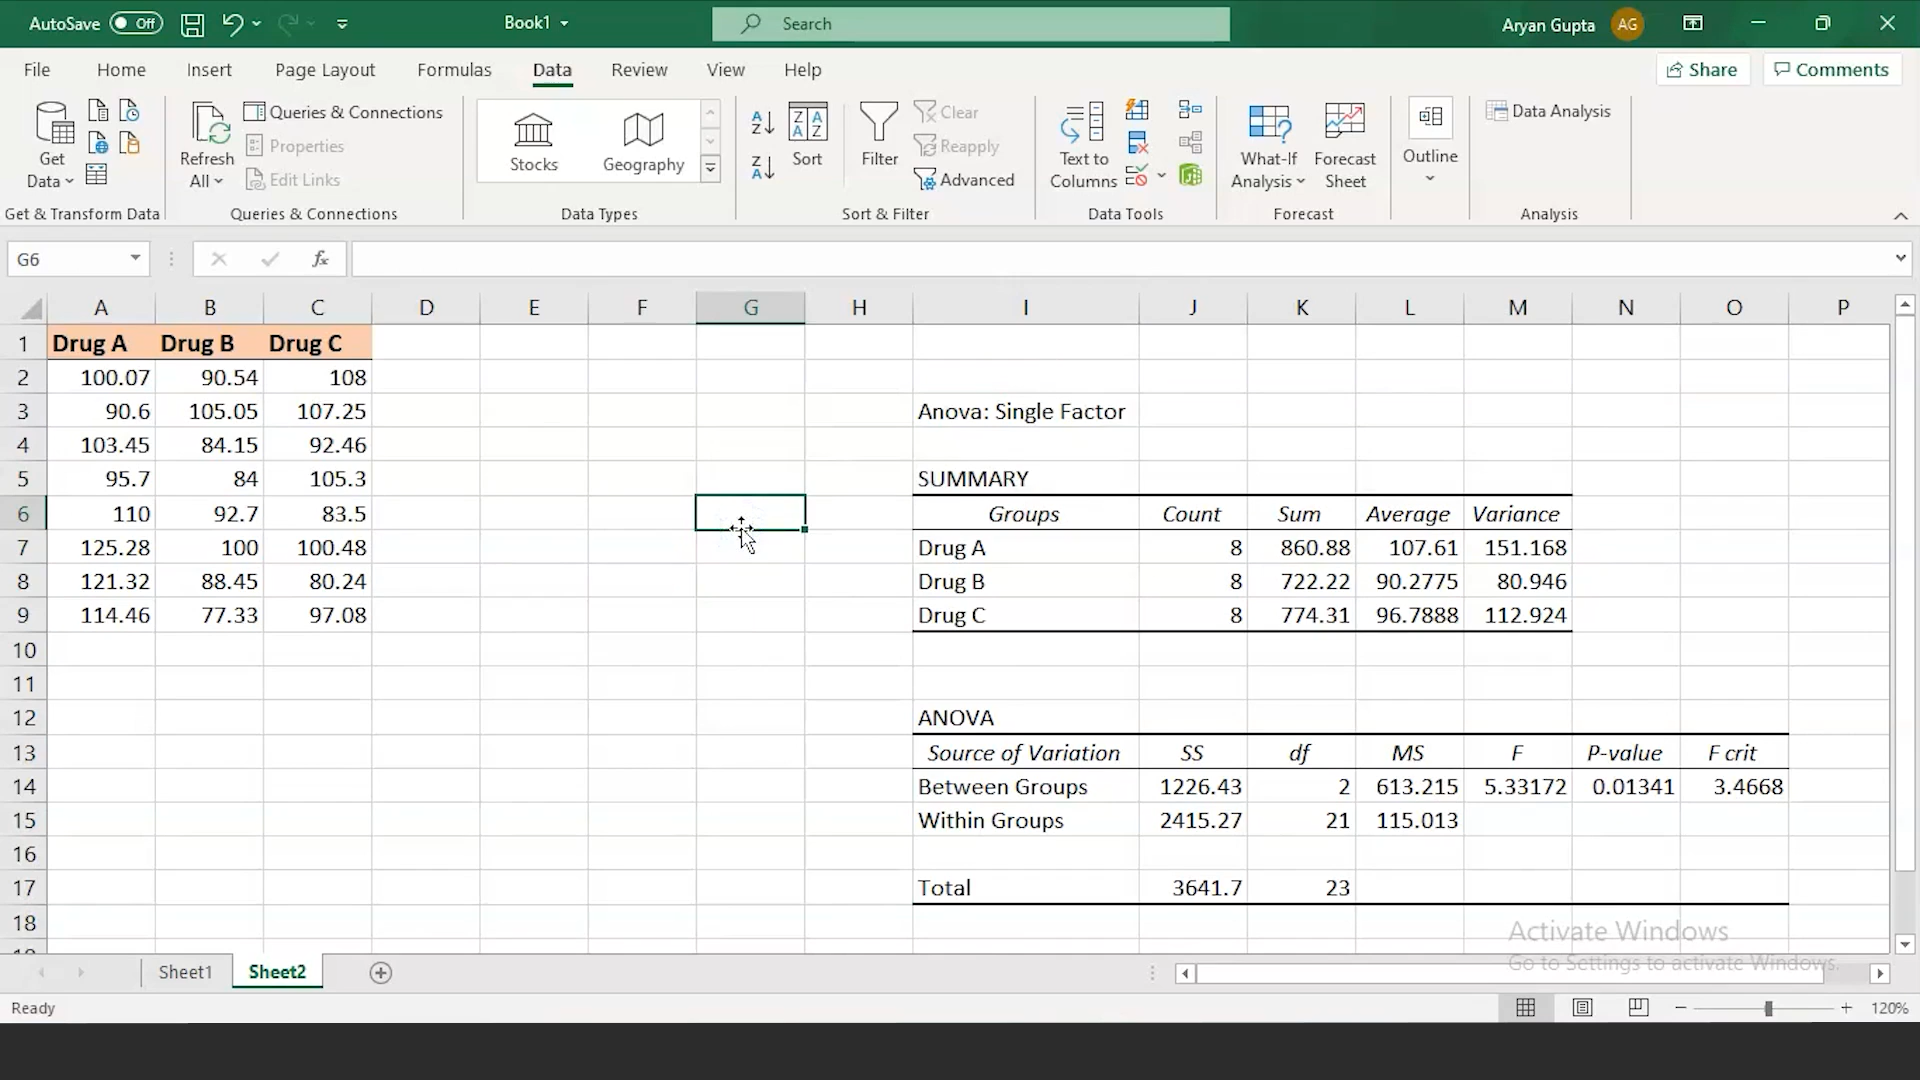 AutoSave Off Book1 Search Aryan Gupta AG
File Home Insert Page Layout Formulas Data Review View Help Share Comments
Get Data Refresh All Queries & Connections Properties Edit Links Stocks Geography Sort Filter Clear Reapply Advanced Text to Columns What-If Analysis Forecast Sheet Outline Data Analysis
Get & Transform Data Queries & Connections Data Types Sort & Filter Data Tools Forecast Analysis
G6 fx
A B C D E F G H I J K L M N O P
1 Drug A Drug B Drug C
2 100.07 90.54 108
3 90.6 105.05 107.25 Anova: Single Factor
4 103.45 84.15 92.46
5 95.7 84 105.3 SUMMARY
6 110 92.7 83.5 Groups Count Sum Average Variance
7 125.28 100 100.48 Drug A 8 860.88 107.61 151.168
8 121.32 88.45 80.24 Drug B 8 722.22 90.2775 80.946
9 114.46 77.33 97.08 Drug C 8 774.31 96.7888 112.924
10
11
12 ANOVA
13 Source of Variation SS df MS F P-value F crit
14 Between Groups 1226.43 2 613.215 5.33172 0.01341 3.4668
15 Within Groups 2415.27 21 115.013
16
17 Total 3641.7 23
18
Activate Windows
Go to Settings to activate Windows.
Sheet1 Sheet2
Ready 120%